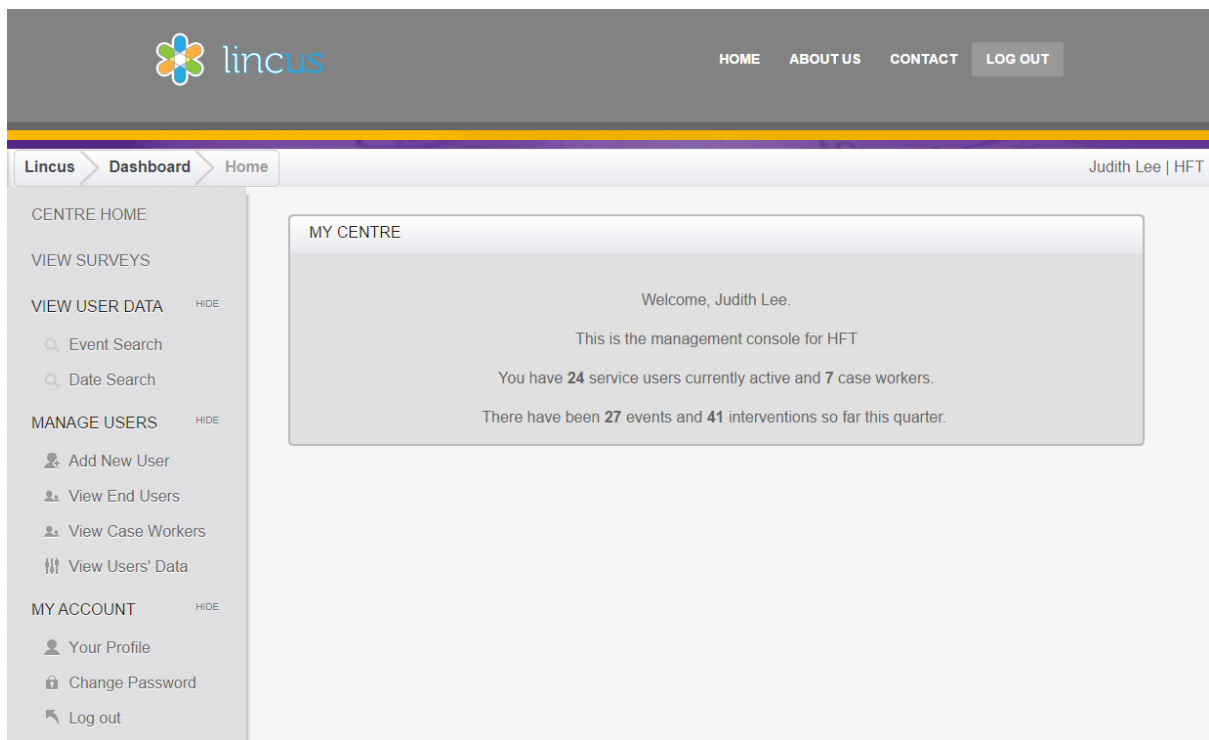 lincus
HOME ABOUT US CONTACT LOG OUT
Lincus Dashboard Home
Judith Lee | HFT
CENTRE HOME
VIEW SURVEYS
VIEW USER DATA HIDE
Event Search
Date Search
MANAGE USERS HIDE
Add New User
View End Users
View Case Workers
View Users' Data
MY ACCOUNT HIDE
Your Profile
Change Password
Log out
MY CENTRE
Welcome, Judith Lee.
This is the management console for HFT
You have 24 service users currently active and 7 case workers.
There have been 27 events and 41 interventions so far this quarter.